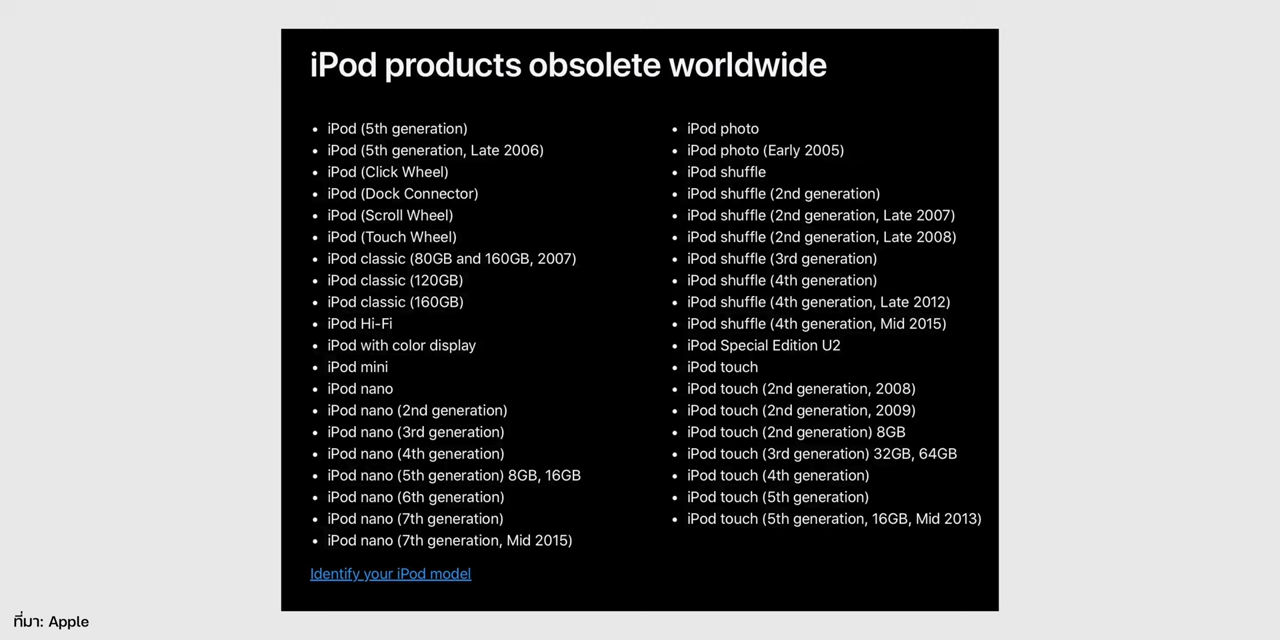 iPod products obsolete worldwide
• iPod (5th generation)
• iPod (5th generation, Late 2006)
• iPod (Click Wheel)
• iPod (Dock Connector)
• iPod (Scroll Wheel)
• iPod (Touch Wheel)
• iPod classic (80GB and 160GB, 2007)
• iPod classic (120GB)
• iPod classic (160GB)
• iPod Hi-Fi
• iPod with color display
• iPod mini
• iPod nano
• iPod nano (2nd generation)
• iPod nano (3rd generation)
• iPod nano (4th generation)
• iPod nano (5th generation) 8GB, 16GB
• iPod nano (6th generation)
• iPod nano (7th generation)
• iPod nano (7th generation, Mid 2015)
• iPod photo
• iPod photo (Early 2005)
• iPod shuffle
• iPod shuffle (2nd generation)
• iPod shuffle (2nd generation, Late 2007)
• iPod shuffle (2nd generation, Late 2008)
• iPod shuffle (3rd generation)
• iPod shuffle (4th generation)
• iPod shuffle (4th generation, Late 2012)
• iPod shuffle (4th generation, Mid 2015)
• iPod Special Edition U2
• iPod touch
• iPod touch (2nd generation, 2008)
• iPod touch (2nd generation, 2009)
• iPod touch (2nd generation) 8GB
• iPod touch (3rd generation) 32GB, 64GB
• iPod touch (4th generation)
• iPod touch (5th generation)
• iPod touch (5th generation, 16GB, Mid 2013)
Identify your iPod model
ที่มา: Apple